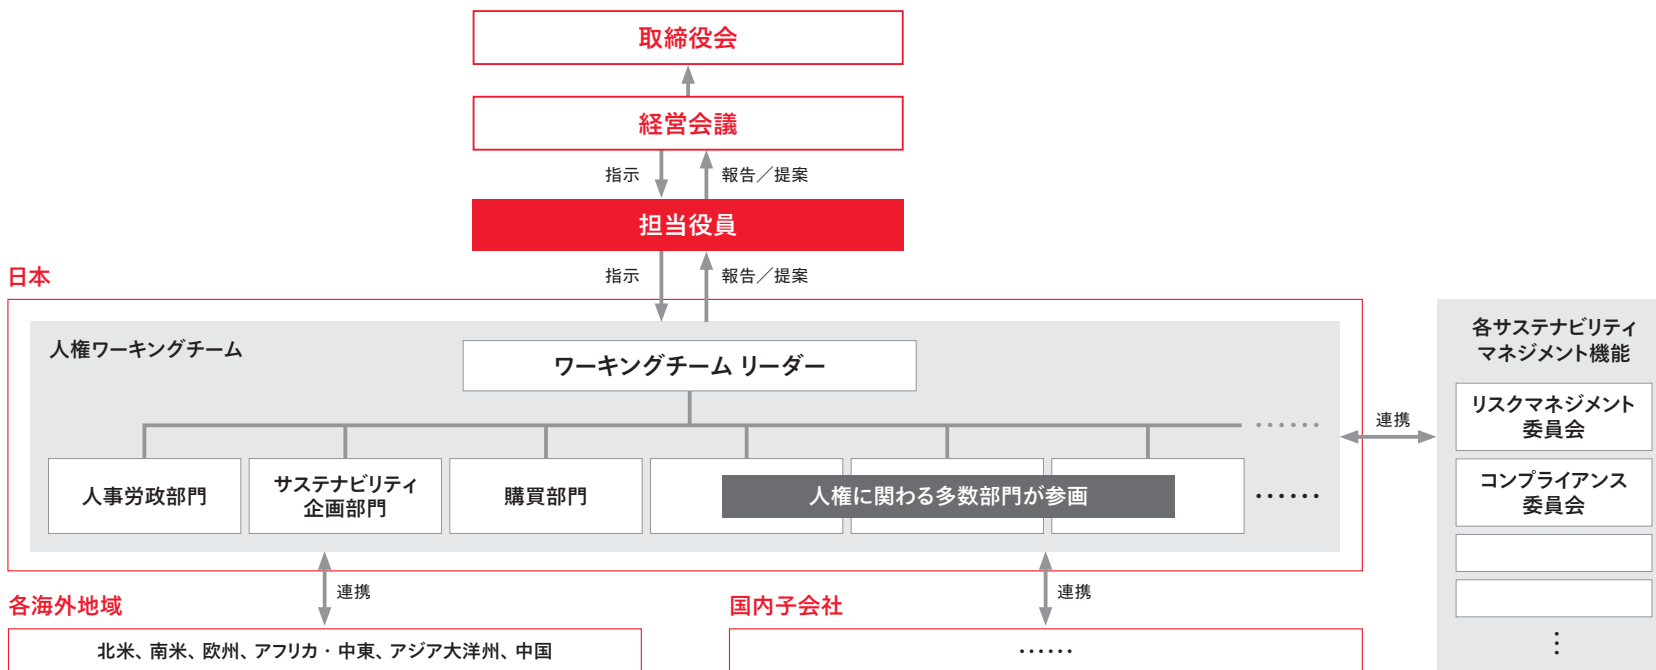 取締役会
経営会議
指示
報告／提案
担当役員
指示
報告／提案
日本
人権ワーキングチーム
ワーキングチーム リーダー
……
人事労政部門
サステナビリティ
企画部門
購買部門
人権に関わる多数部門が参画
……
連携
各サステナビリティ
マネジメント機能
リスクマネジメント
委員会
コンプライアンス
委員会
⋮
連携
連携
各海外地域
北米、南米、欧州、アフリカ・中東、アジア大洋州、中国
国内子会社
……